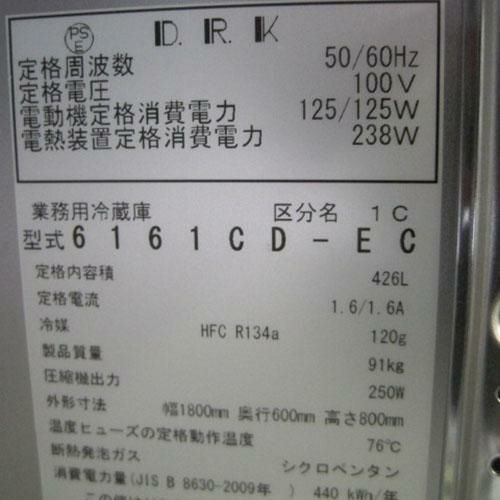 PS
E
D.R.K
定格周波数 50/60Hz
定格電圧 100V
電動機定格消費電力 125/125W
電熱装置定格消費電力 238W
業務用冷蔵庫 区分名 1C
型式 6161CD-EC
定格内容積 426L
定格電流 1.6/1.6A
冷媒 HFC R134a 120g
製品質量 91kg
圧縮機出力 250W
外形寸法 幅1800mm 奥行600mm 高さ800mm
温度ヒューズの定格動作温度 76℃
断熱発泡ガス シクロペンタン
消費電力量(JIS B 8630-2009年 ) 440 kWh/年